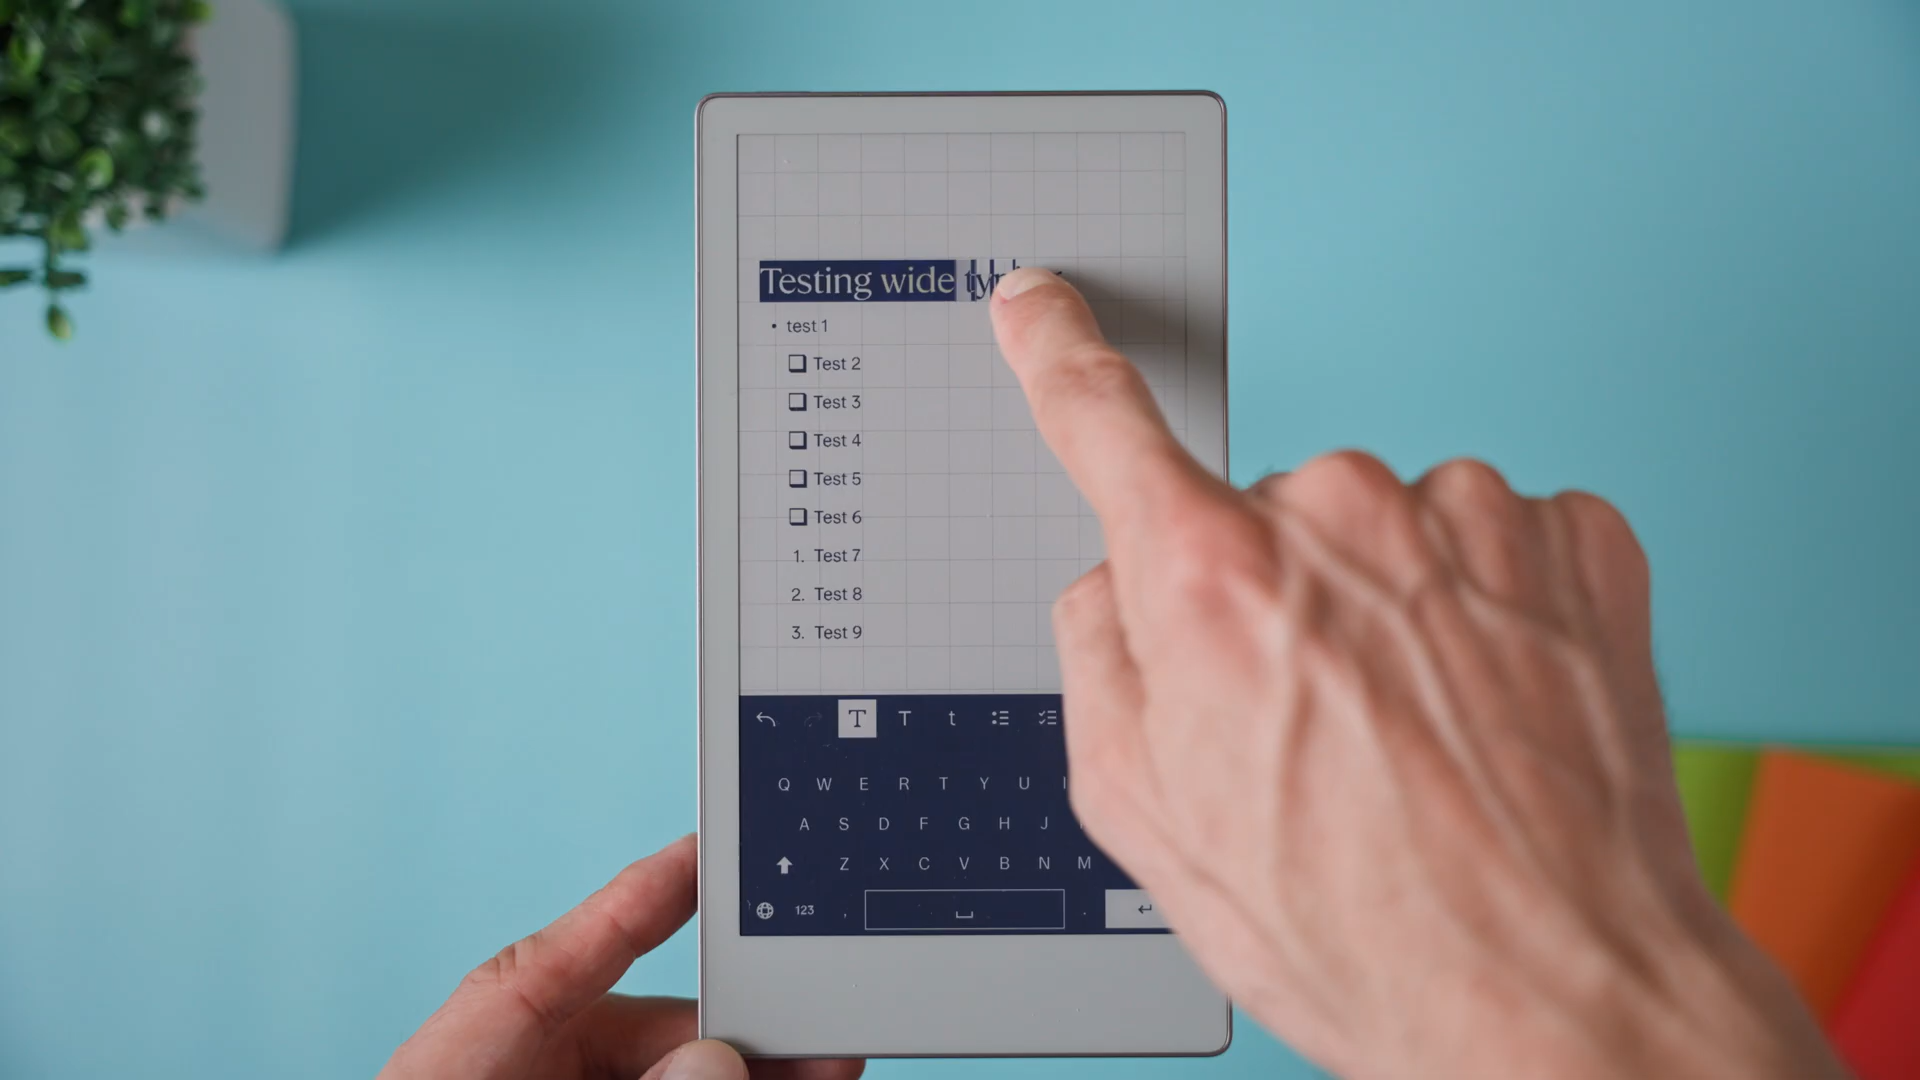 Testing wide
• test 1
❏ Test 2
❏ Test 3
❏ Test 4
❏ Test 5
❏ Test 6
1. Test 7
2. Test 8
3. Test 9
T T t
Q W E R T Y U
A S D F G H J
Z X C V B N M
123 , .